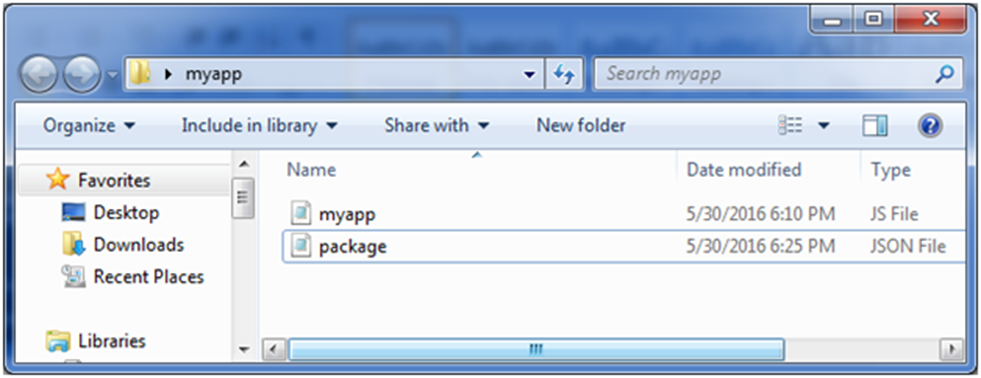 myapp
Search myapp
Organize Include in library Share with New folder
Favorites
Desktop
Downloads
Recent Places
Libraries
Name Date modified Type
myapp 5/30/2016 6:10 PM JS File
package 5/30/2016 6:25 PM JSON File